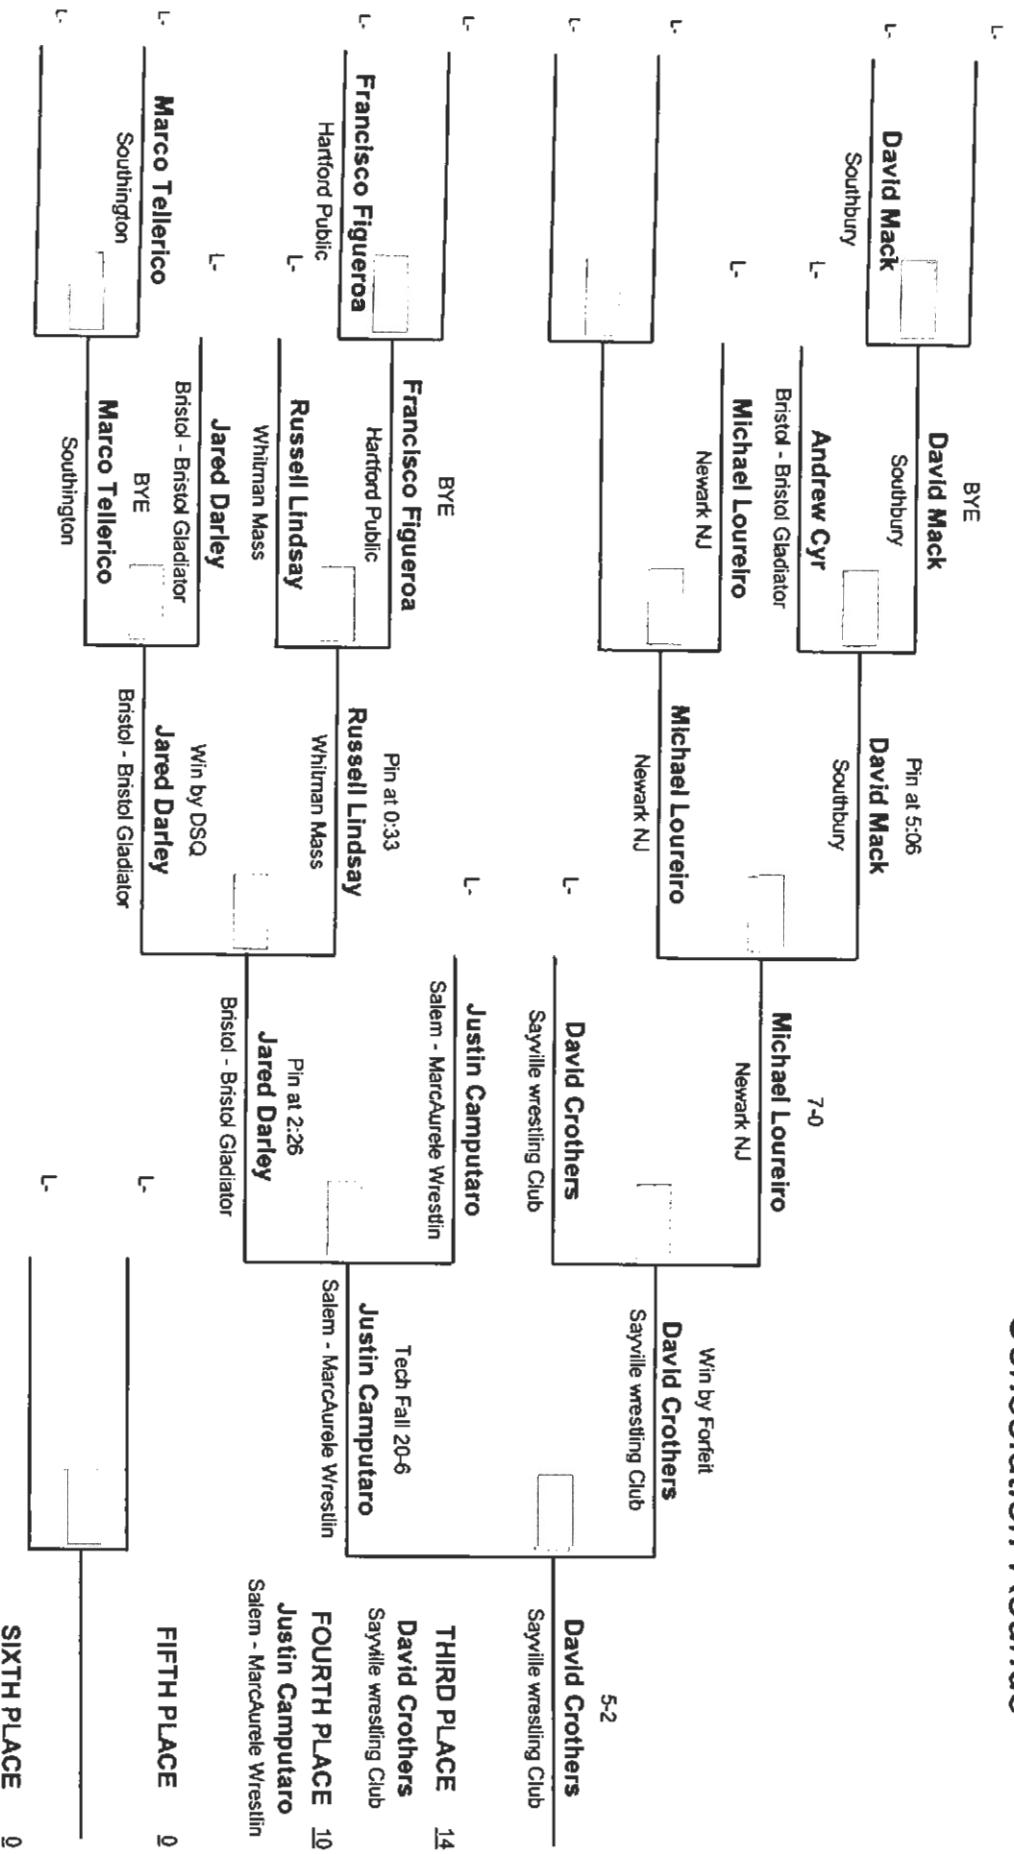 Consolation Rounds
L-
L-
David Mack
Southbury
BYE
David Mack
Southbury
L-
Andrew Cyr
Bristol - Bristol Gladiator
Pin at 5:06
David Mack
Southbury
L-
Michael Loureiro
Newark NJ
L-
L-
Michael Loureiro
Newark NJ
7-0
Michael Loureiro
Newark NJ
L-
David Crothers
Sayville wrestling Club
Win by Forfeit
David Crothers
Sayville wrestling Club
5-2
David Crothers
Sayville wrestling Club
L-
L-
Francisco Figueroa
Hartford Public
BYE
Francisco Figueroa
Hartford Public
L-
Russell Lindsay
Whitman Mass
Pin at 0:33
Russell Lindsay
Whitman Mass
L-
Justin Camputaro
Salem - MarcAurele Wrestlin
Tech Fall 20-6
Justin Camputaro
Salem - MarcAurele Wrestlin
L-
Jared Darley
Bristol - Bristol Gladiator
Win by DSQ
Jared Darley
Bristol - Bristol Gladiator
Pin at 2:26
Jared Darley
Bristol - Bristol Gladiator
L-
Marco Tellerico
Southington
L-
BYE
Marco Tellerico
Southington
THIRD PLACE 14
David Crothers
Sayville wrestling Club
FOURTH PLACE 10
Justin Camputaro
Salem - MarcAurele Wrestlin
L-
L-
FIFTH PLACE 0
SIXTH PLACE 0